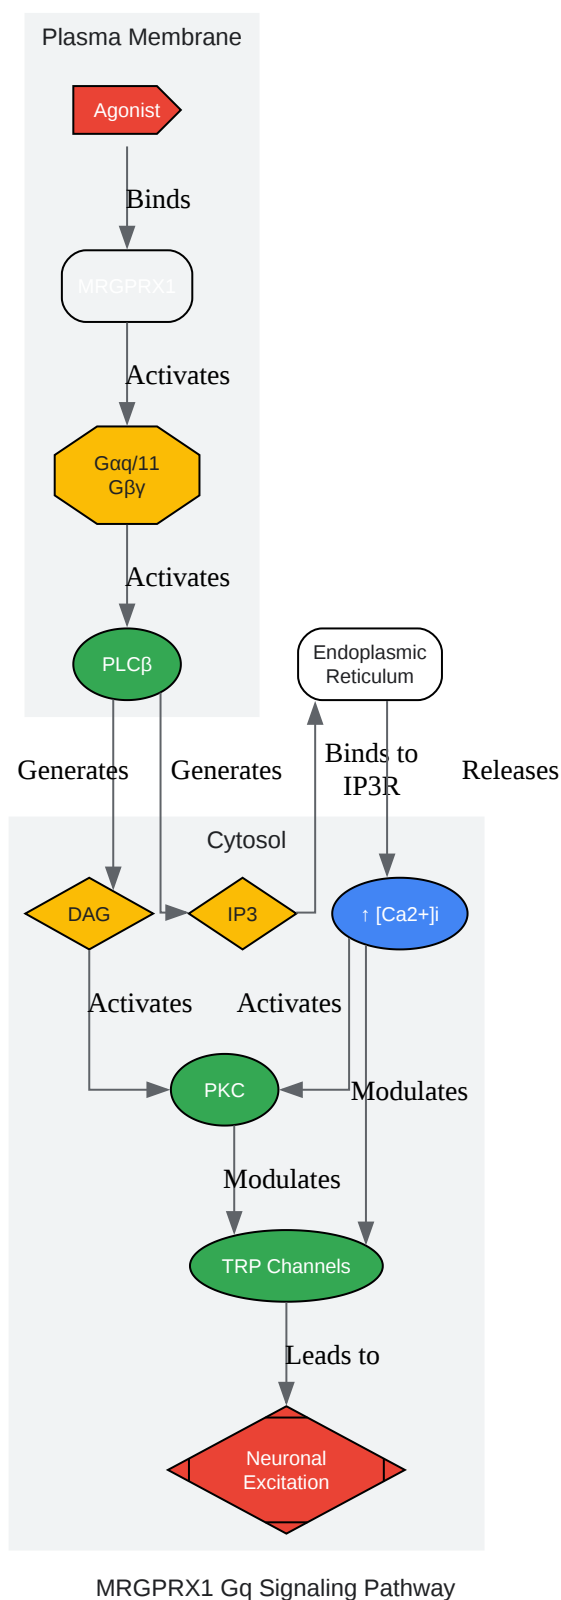 Plasma Membrane
Agonist
Binds
MRGPRX1
Activates
Gαq/11
Gβγ
Activates
PLCβ
Endoplasmic
Reticulum
Generates
Generates
Binds to
IP3R
Releases
Cytosol
DAG
IP3
↑ [Ca2+]i
Activates
Activates
PKC
Modulates
Modulates
TRP Channels
Leads to
Neuronal
Excitation
MRGPRX1 Gq Signaling Pathway